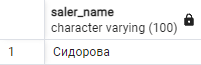 saler_name
character varying (100)
1 Сидорова